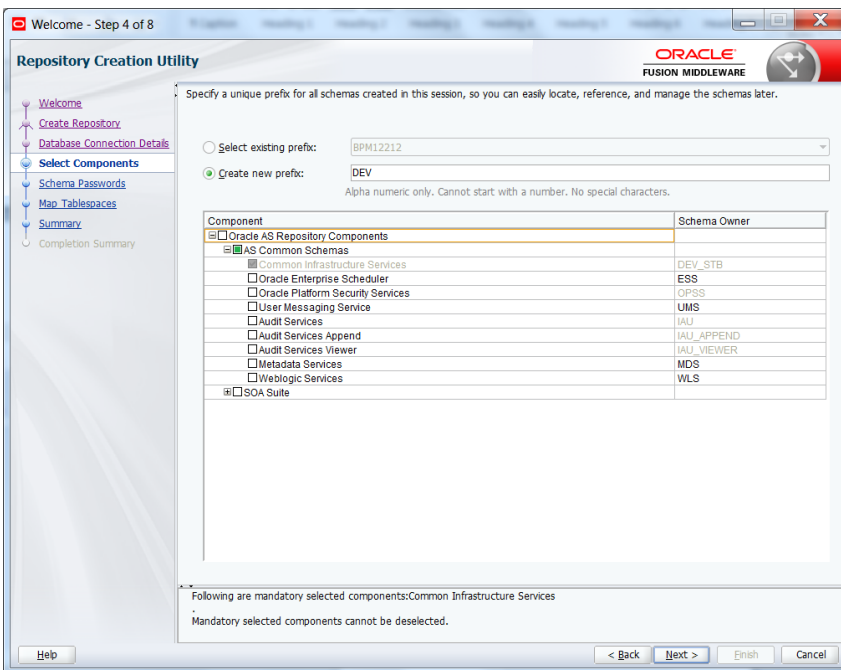 Welcome - Step 4 of 8
Repository Creation Utility
ORACLE
FUSION MIDDLEWARE
Welcome
Create Repository
Database Connection Details
Select Components
Schema Passwords
Map Tablespaces
Summary
Completion Summary
Specify a unique prefix for all schemas created in this session, so you can easily locate, reference, and manage the schemas later.
Select existing prefix: BPM12212
Create new prefix: DEV
Alpha numeric only. Cannot start with a number. No special characters.
Component Schema Owner
Oracle AS Repository Components
AS Common Schemas
Common Infrastructure Services DEV_STB
Oracle Enterprise Scheduler ESS
Oracle Platform Security Services OPSS
User Messaging Service UMS
Audit Services IAU
Audit Services Append IAU_APPEND
Audit Services Viewer IAU_VIEWER
Metadata Services MDS
Weblogic Services WLS
SOA Suite
Following are mandatory selected components:Common Infrastructure Services
.
Mandatory selected components cannot be deselected.
Help < Back Next > Finish Cancel